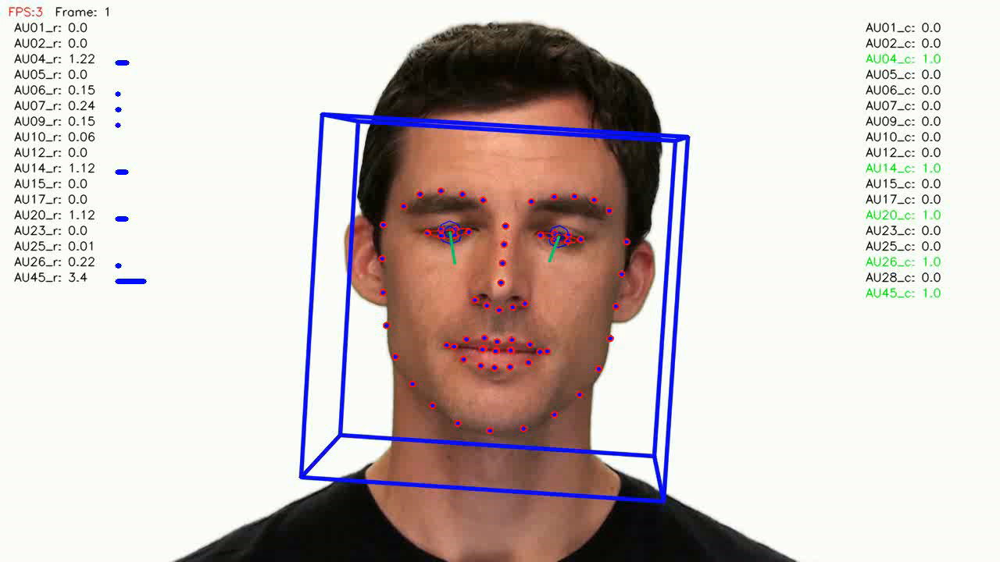 FPS:3 Frame: 1
AU01_r: 0.0
AU02_r: 0.0
AU04_r: 1.22
AU05_r: 0.0
AU06_r: 0.15
AU07_r: 0.24
AU09_r: 0.15
AU10_r: 0.06
AU12_r: 0.0
AU14_r: 1.12
AU15_r: 0.0
AU17_r: 0.0
AU20_r: 1.12
AU23_r: 0.0
AU25_r: 0.01
AU26_r: 0.22
AU45_r: 3.4
AU01_c: 0.0
AU02_c: 0.0
AU04_c: 1.0
AU05_c: 0.0
AU06_c: 0.0
AU07_c: 0.0
AU09_c: 0.0
AU10_c: 0.0
AU12_c: 0.0
AU14_c: 1.0
AU15_c: 0.0
AU17_c: 0.0
AU20_c: 1.0
AU23_c: 0.0
AU25_c: 0.0
AU26_c: 1.0
AU28_c: 0.0
AU45_c: 1.0